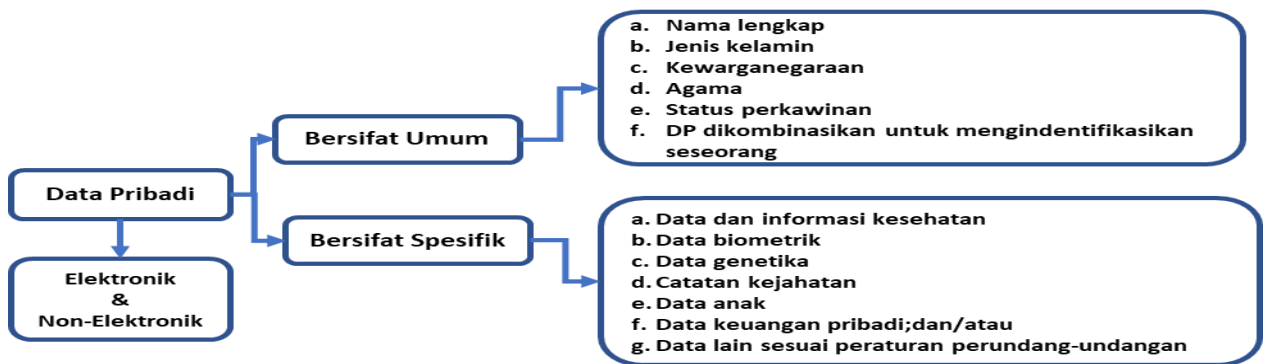 a. Nama lengkap
b. Jenis kelamin
c. Kewarganegaraan
d. Agama
e. Status perkawinan
f. DP dikombinasikan untuk mengindentifikasikan
seseorang
Bersifat Umum
Data Pribadi
Bersifat Spesifik
Elektronik
&
Non-Elektronik
a. Data dan informasi kesehatan
b. Data biometrik
c. Data genetika
d. Catatan kejahatan
e. Data anak
f. Data keuangan pribadi;dan/atau
g. Data lain sesuai peraturan perundang-undangan